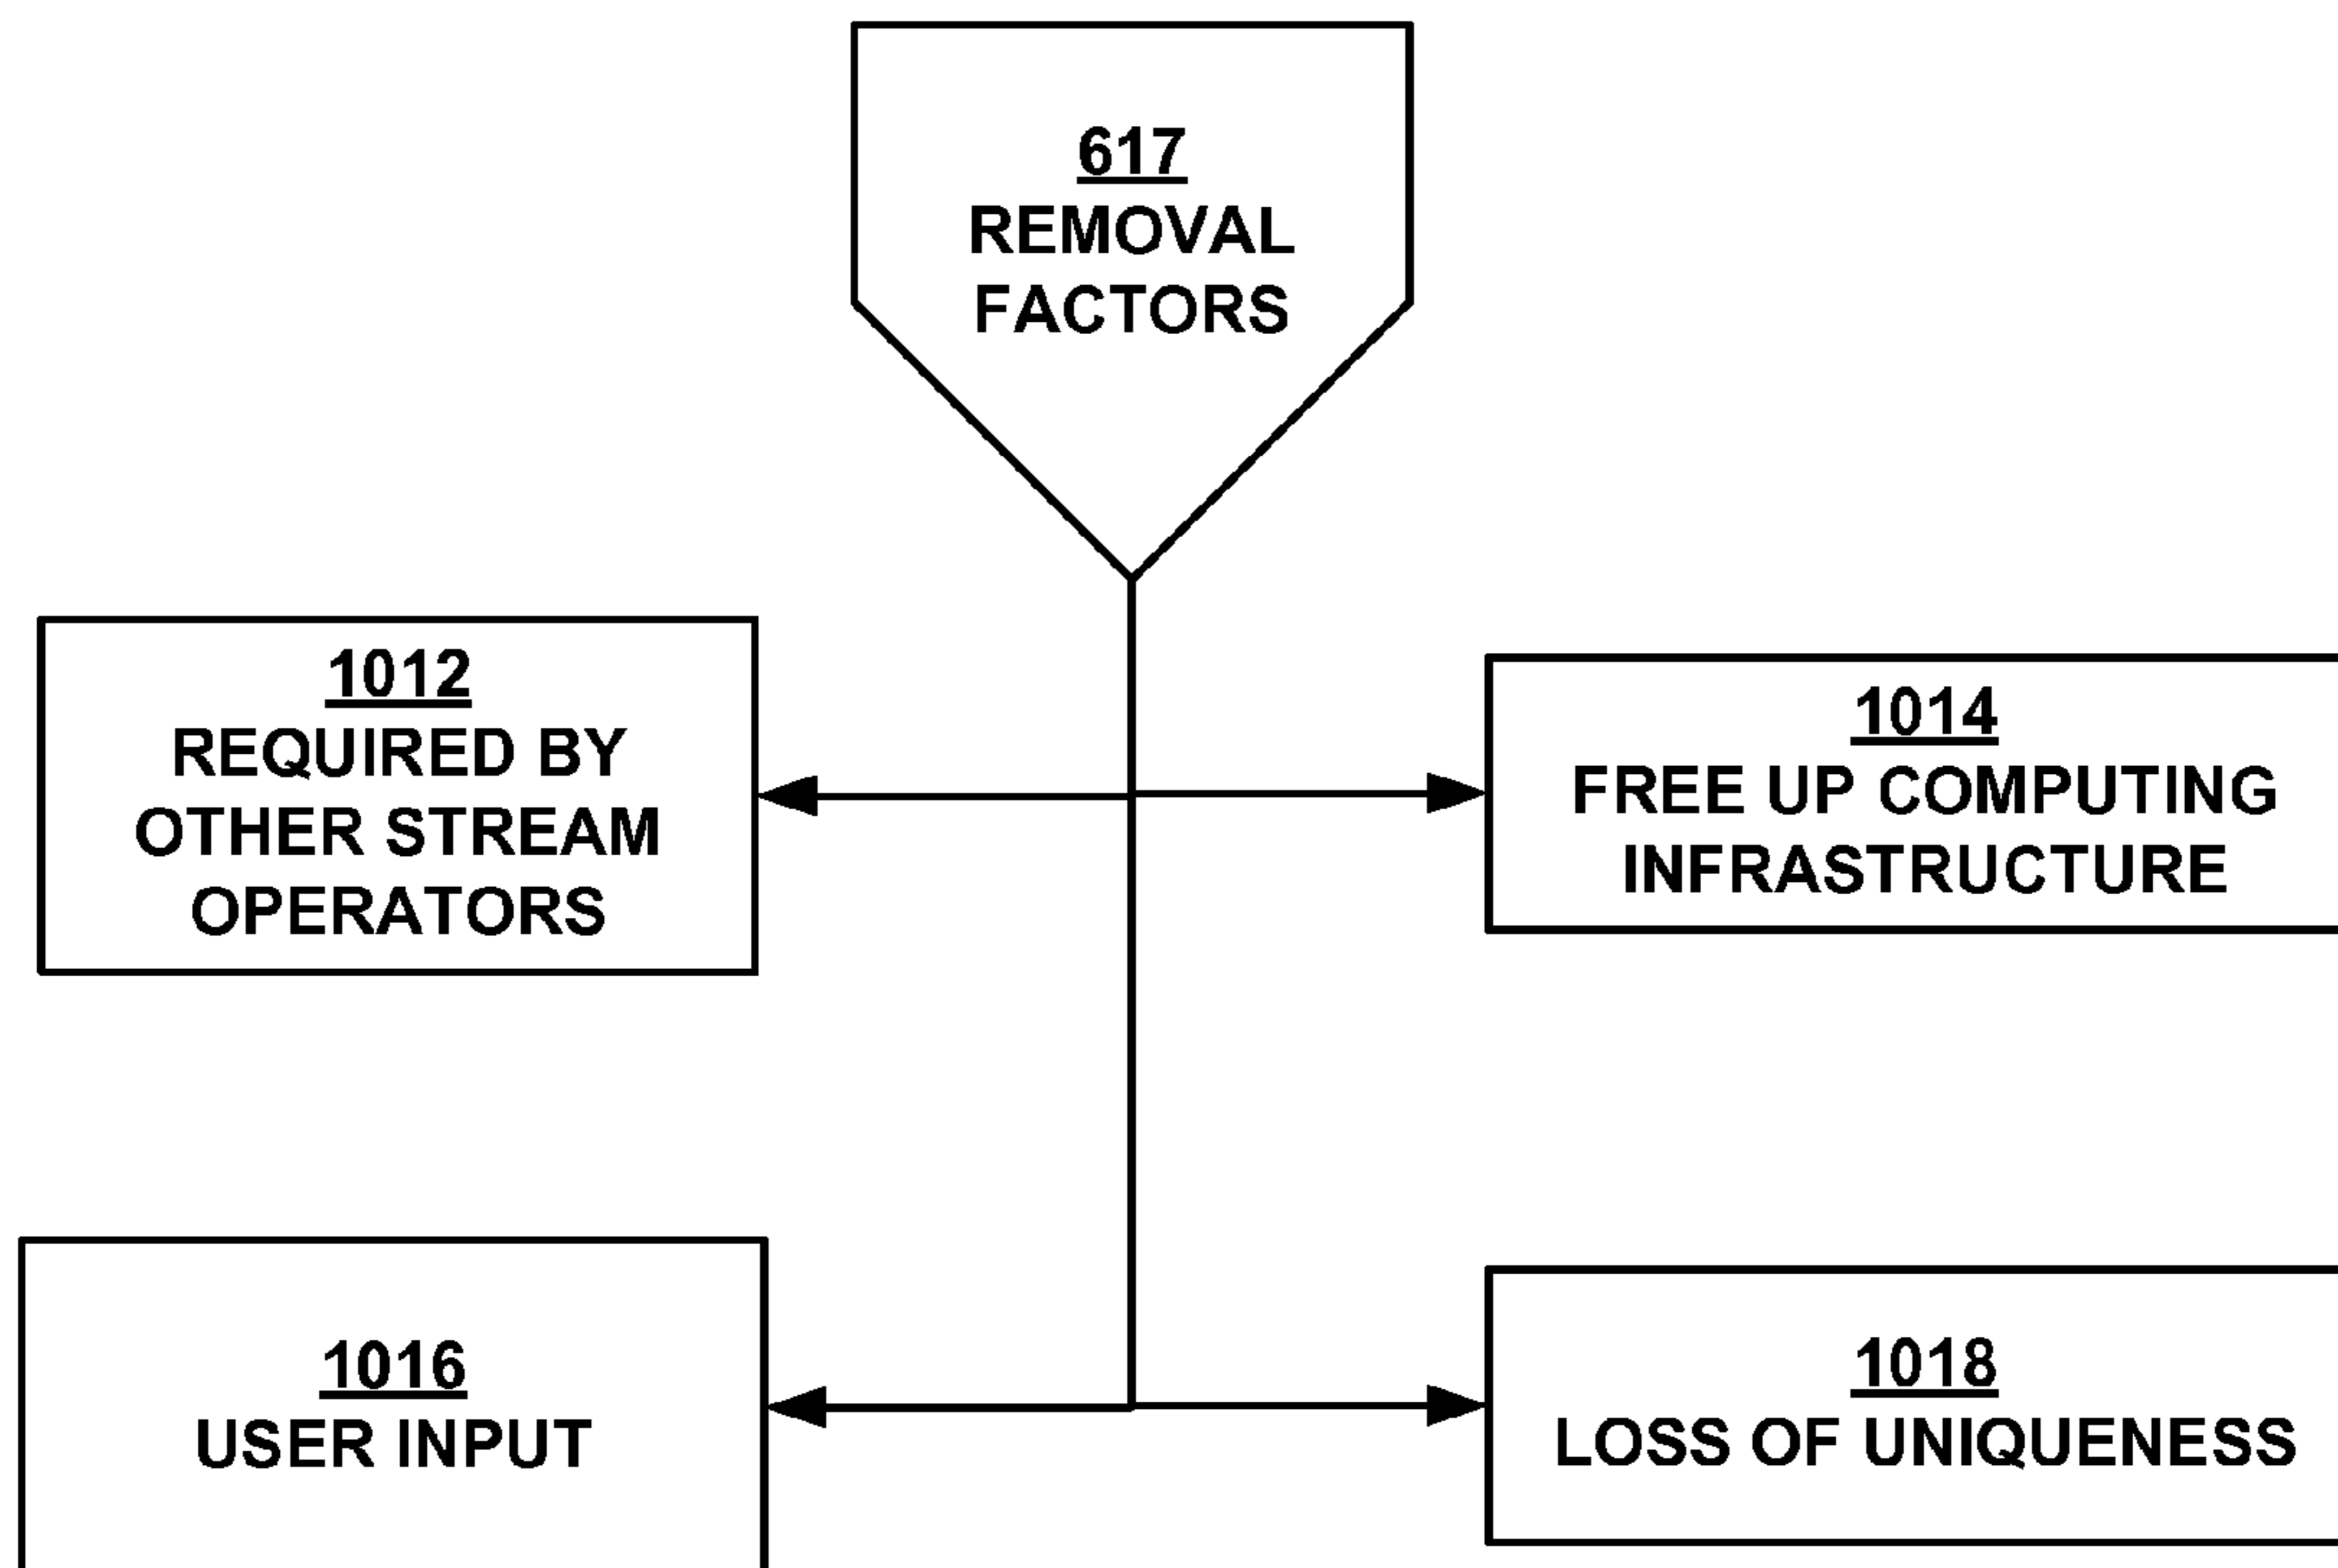 617
REMOVAL
FACTORS
1012
REQUIRED BY
OTHER STREAM
OPERATORS
1014
FREE UP COMPUTING
INFRASTRUCTURE
1016
USER INPUT
1018
LOSS OF UNIQUENESS